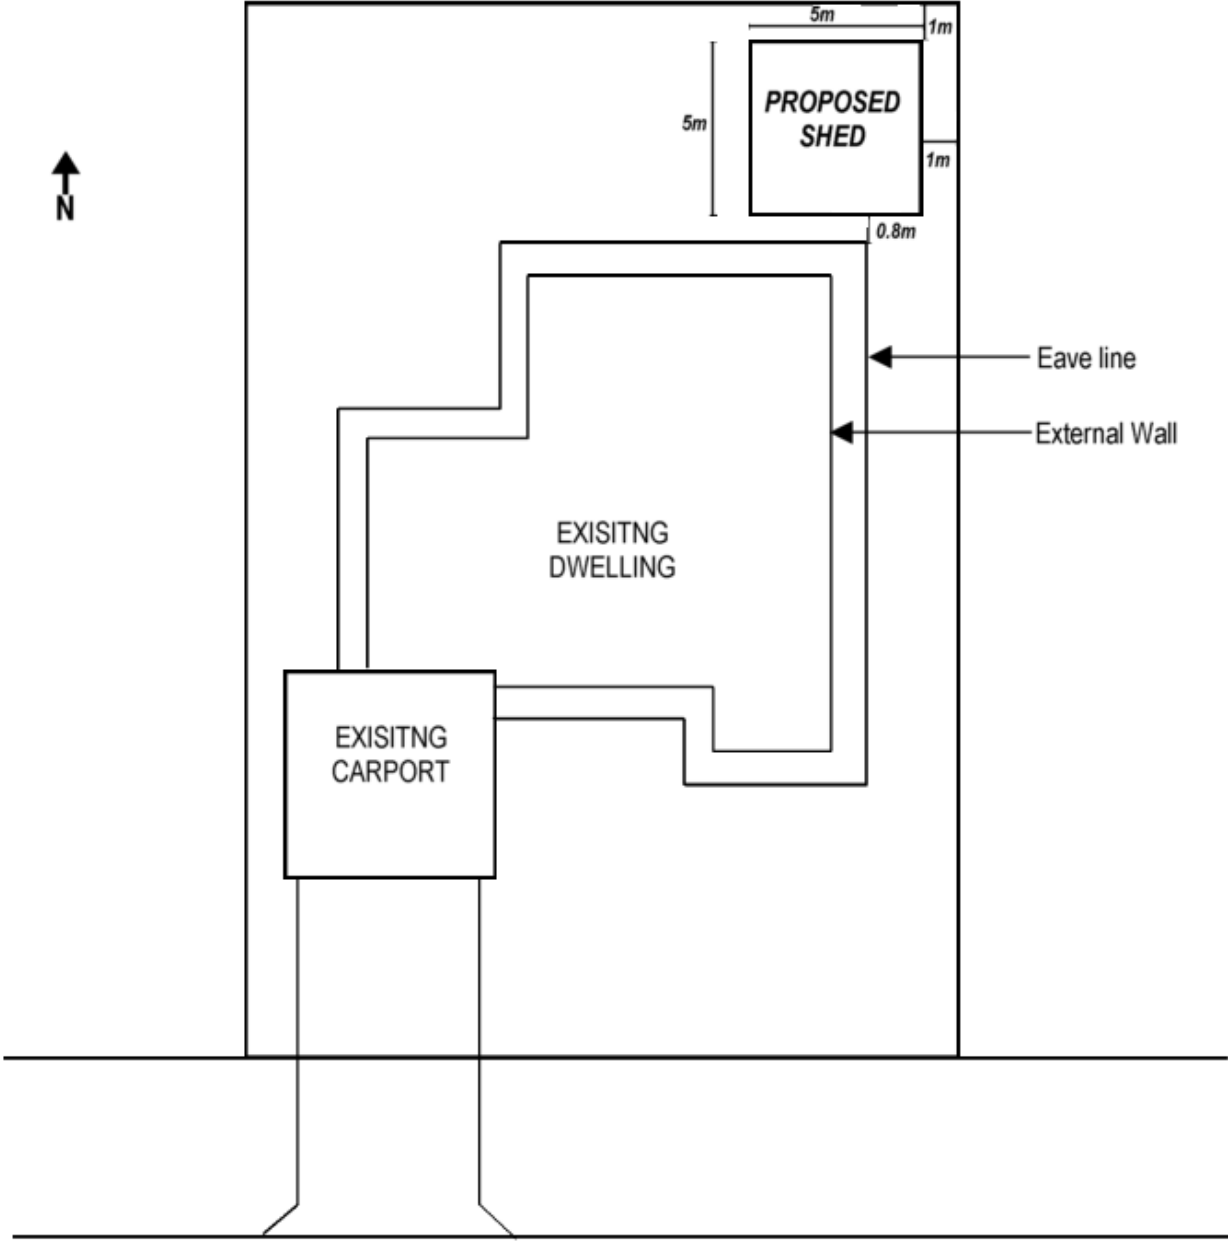 5m
1m
PROPOSED
SHED
5m
1m
N
0.8m
Eave line
External Wall
EXISITNG
DWELLING
EXISITNG
CARPORT